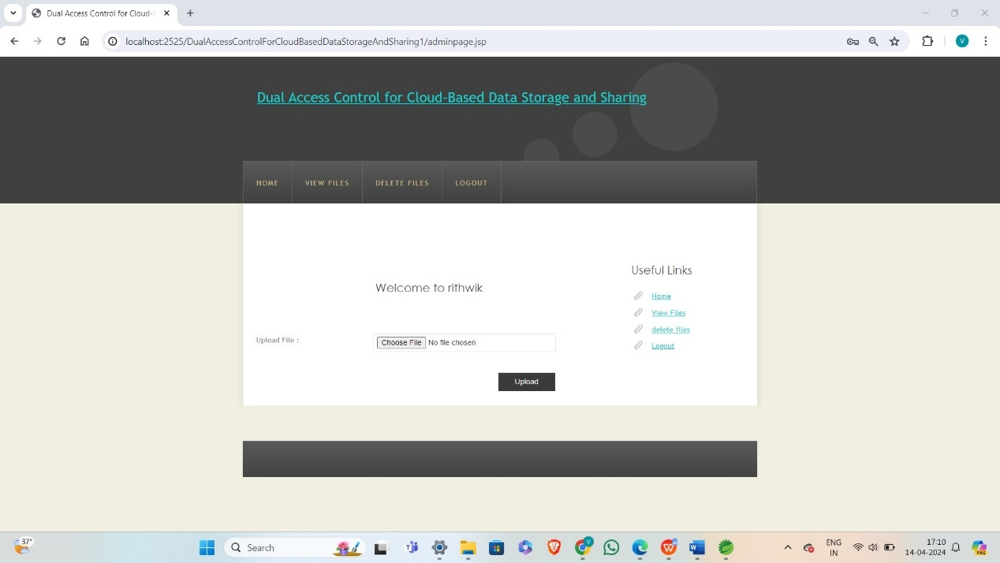 Dual Access Control for Cloud-
localhost:2525/DualAccessControlForCloudBasedDataStorageAndSharing1/adminpage.jsp
V
Dual Access Control for Cloud-Based Data Storage and Sharing
HOME VIEW FILES DELETE FILES LOGOUT
Useful Links
Welcome to rithwik
Home
View Files
delete files
Logout
Upload File :
Choose File No file chosen
Upload
37°
Search
V
W
ENG
IN
17:10
14-04-2024
PRE